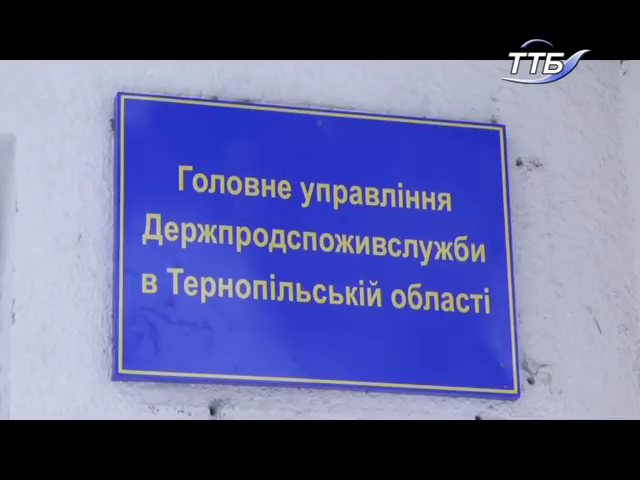 ТТБ
Головне управління
Держпродспоживслужби
в Тернопільській області